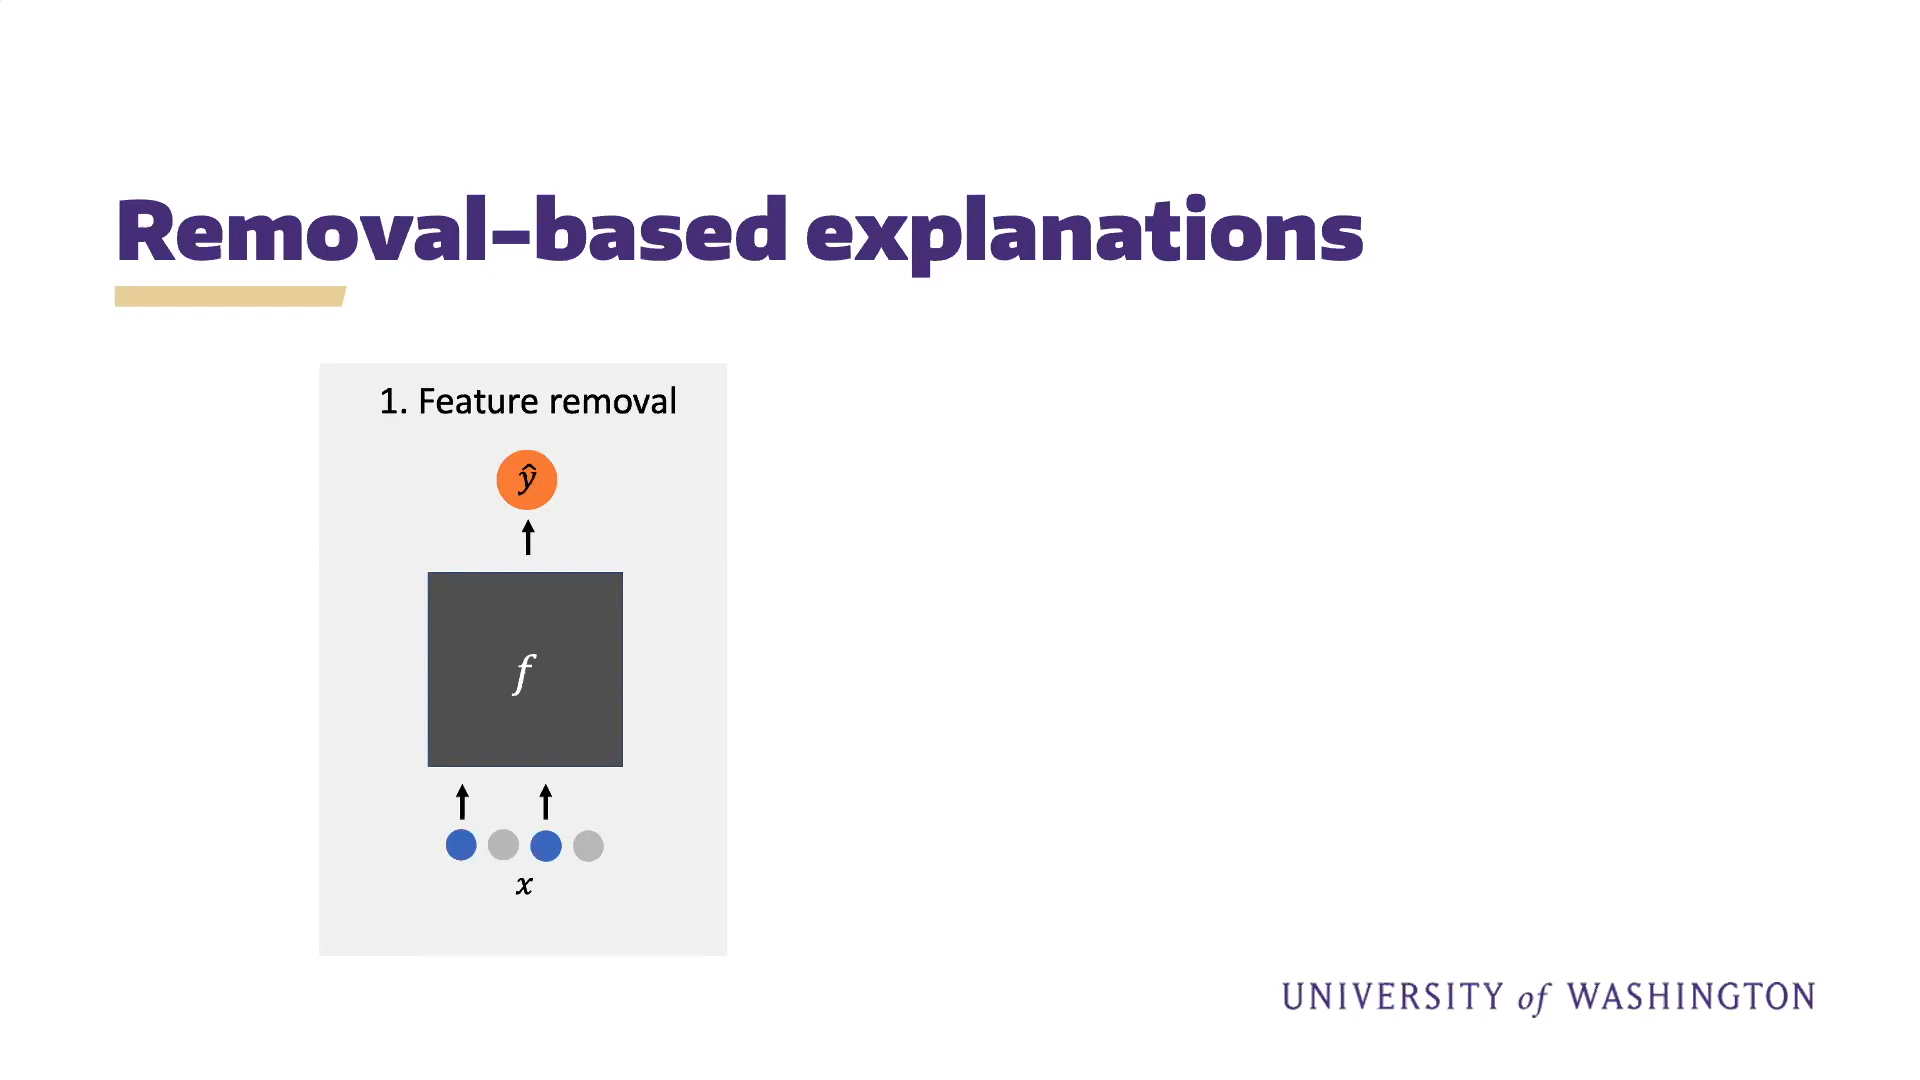 Removal-based explanations
1. Feature removal
ŷ
f
x
UNIVERSITY of WASHINGTON